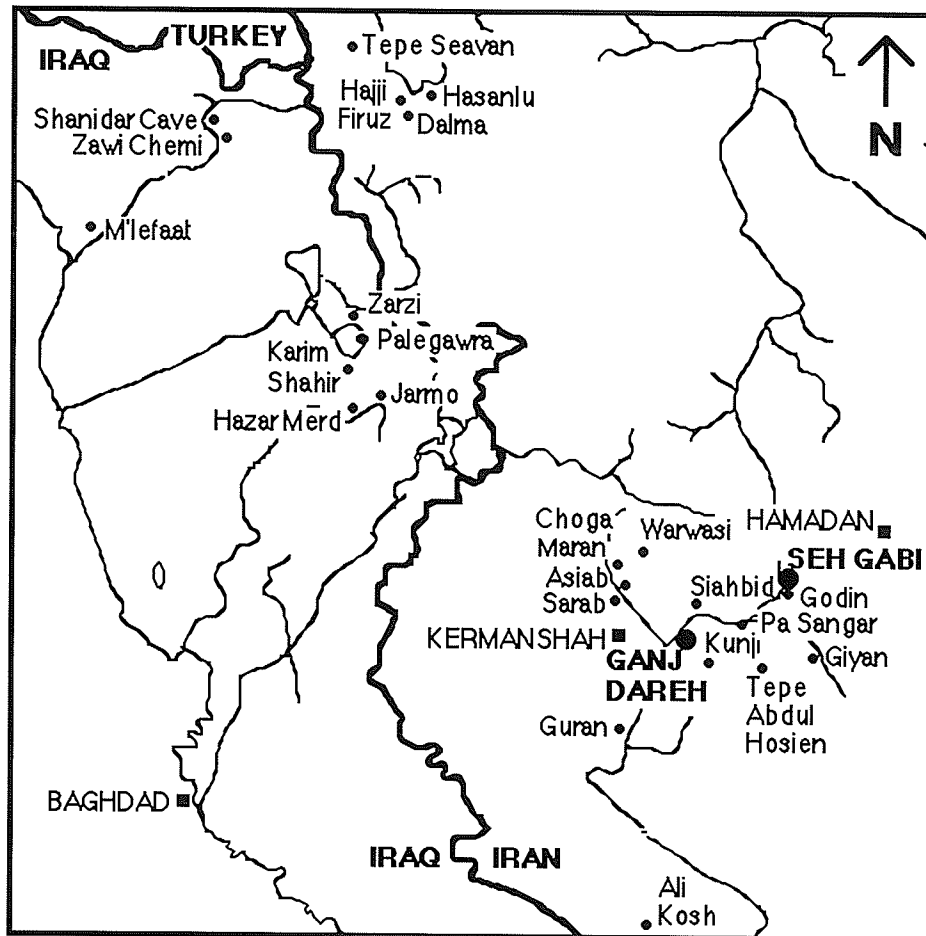 TURKEY
IRAQ
Tepe Seavan
Hajji
Firuz
Hasanlu
Dalma
N
Shanidar Cave
Zawi Chemi
M'lefaat
Zarzi
Palegawra
Karim
Shahir
Jarmo
Hazar Mērd
Choga
Maran
Warwasi
HAMADAN
SEH GABI
Asiab
Sarab
Siahbid
Godin
Pa Sangar
KERMANSHAH
GANJ
DAREH
Kunji
Giyan
Tepe
Abdul
Hosien
Guran
BAGHDAD
IRAQ
IRAN
Ali
Kosh